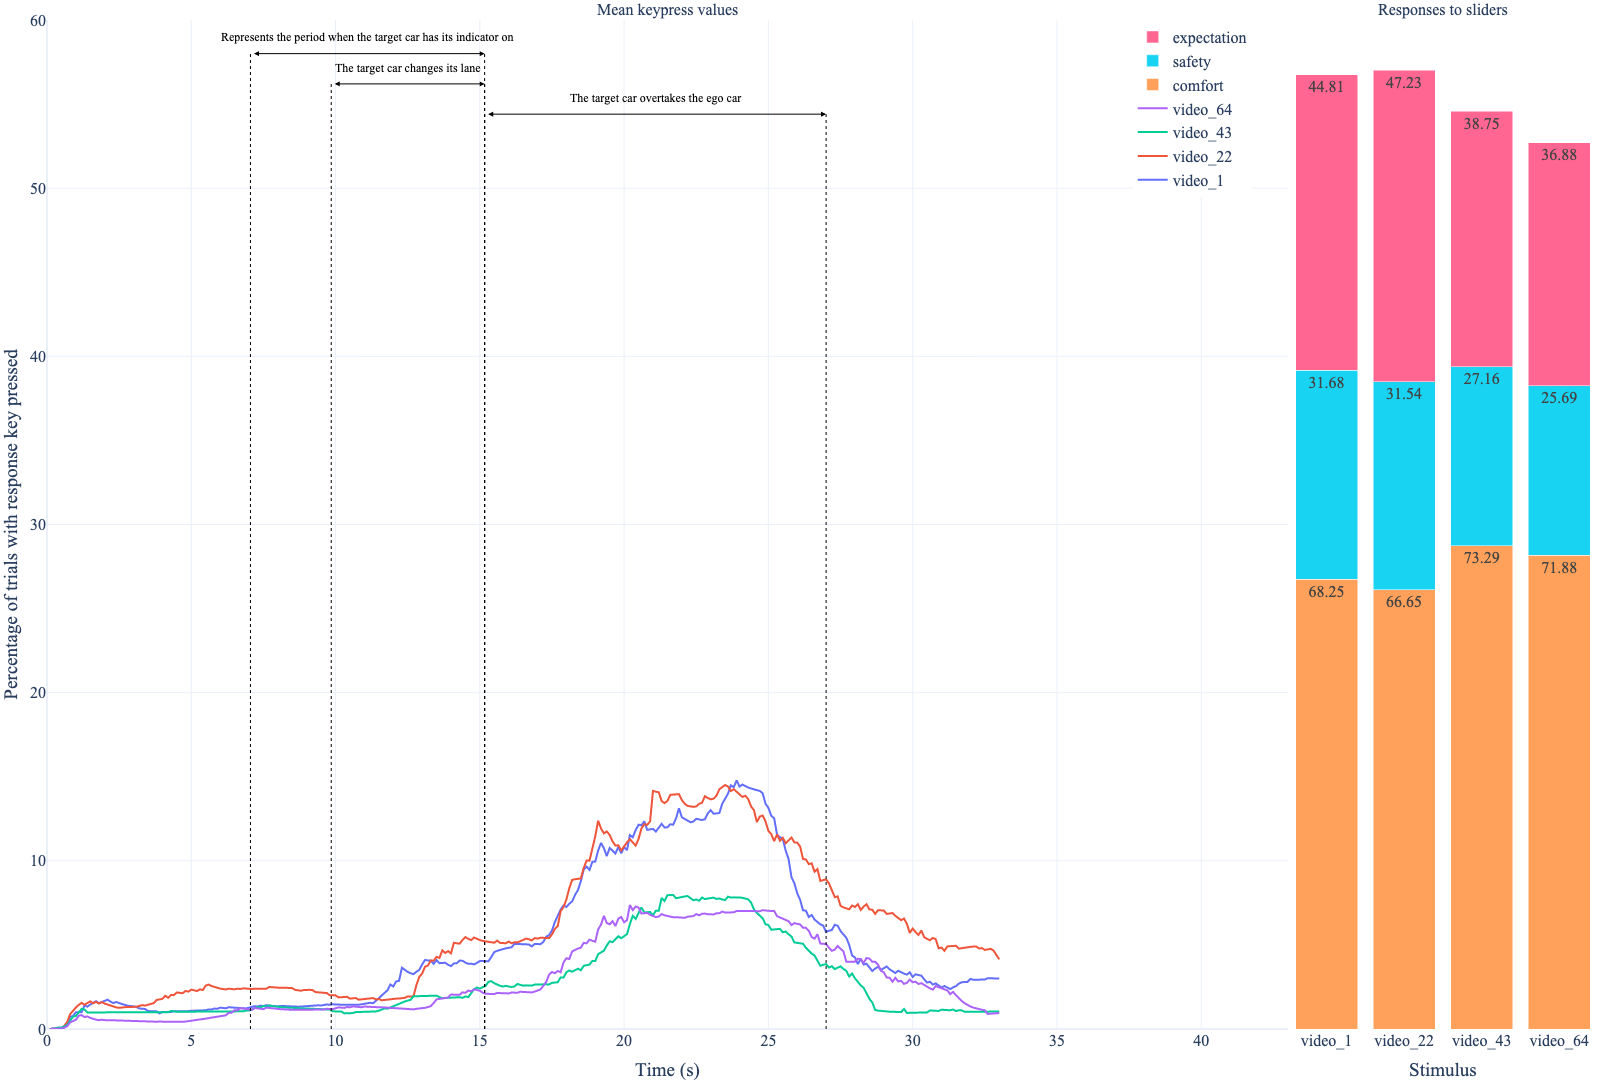 Mean keypress values
Responses to sliders
Represents the period when the target car has its indicator on
The target car changes its lane
The target car overtakes the ego car
expectation
safety
comfort
video_64
video_43
video_22
video_1
Percentage of trials with response key pressed
60
50
40
30
20
10
0
0 5 10 15 20 25 30 35 40
Time (s)
44.81 47.23 38.75 36.88
31.68 31.54 27.16 25.69
68.25 66.65 73.29 71.88
video_1 video_22 video_43 video_64
Stimulus